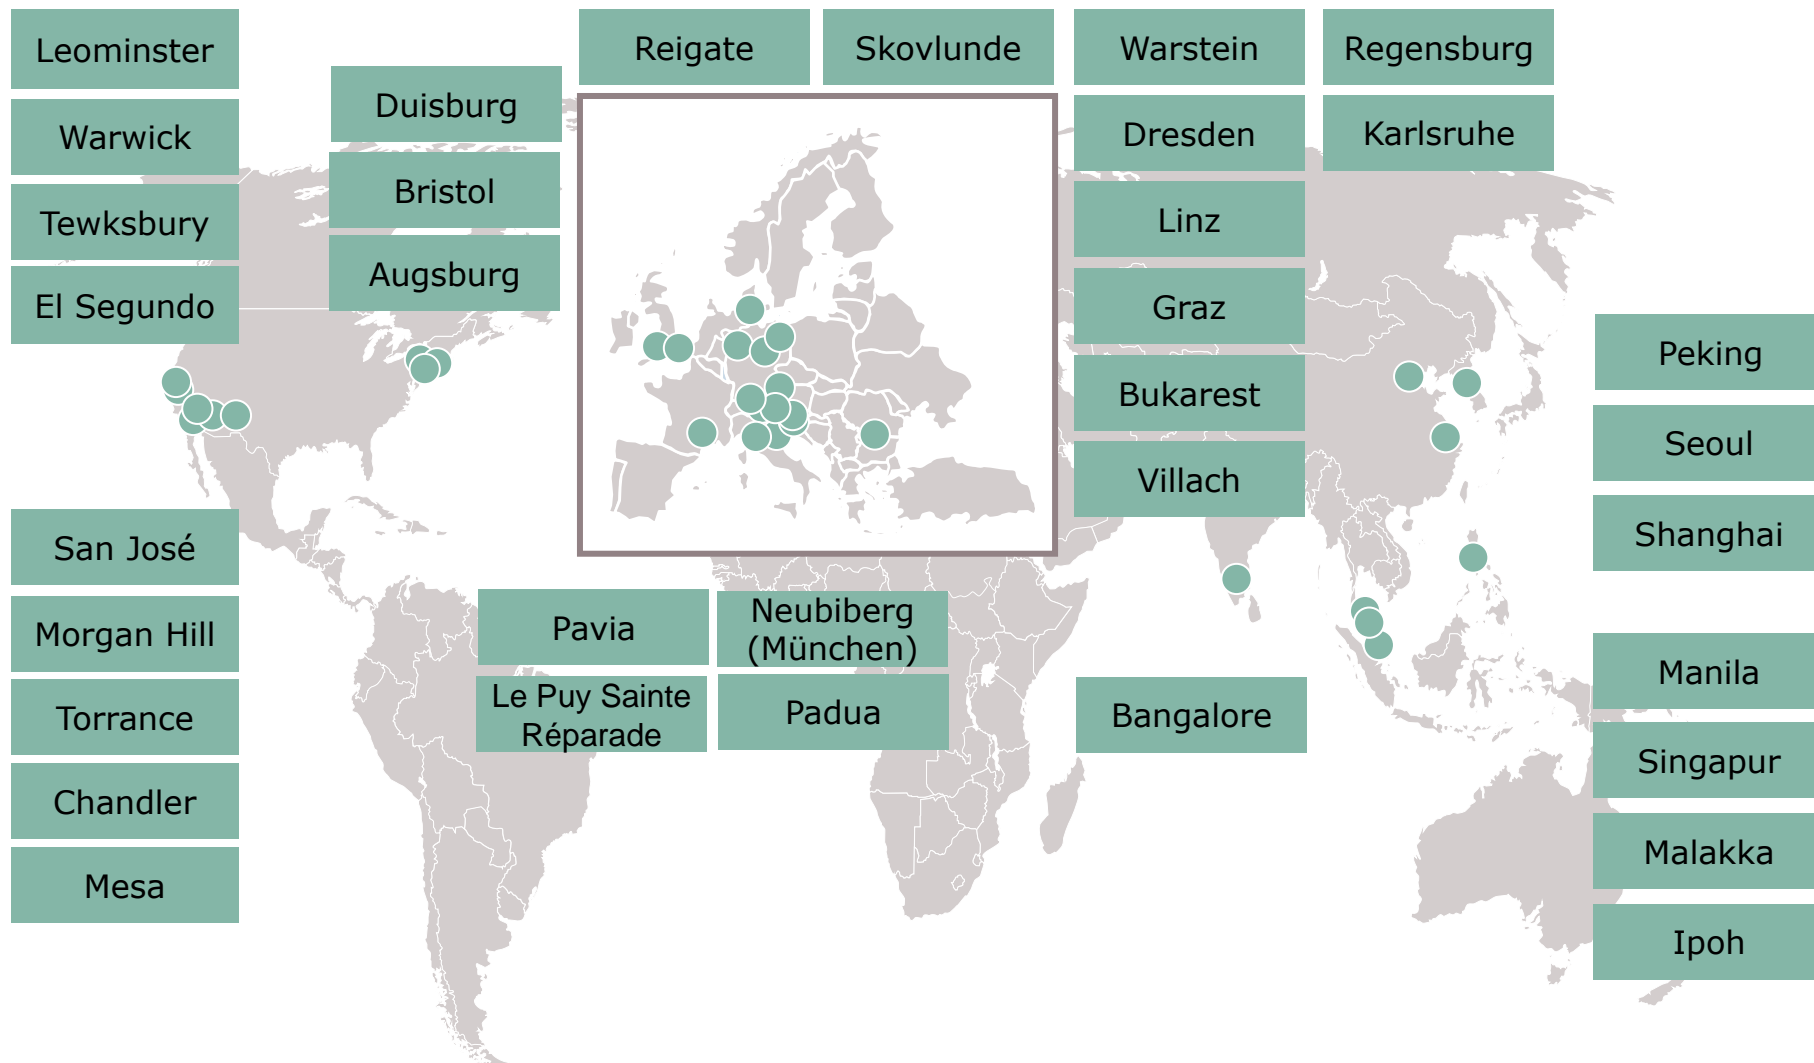 Leominster
Warwick
Tewksbury
El Segundo
Duisburg
Bristol
Augsburg
Reigate
Skovlunde
Warstein
Regensburg
Dresden
Karlsruhe
Linz
Graz
Bukarest
Villach
Peking
Seoul
Shanghai
Manila
Singapur
Malakka
Ipoh
San José
Morgan Hill
Torrance
Chandler
Mesa
Pavia
Neubiberg
(München)
Le Puy Sainte
Réparade
Padua
Bangalore